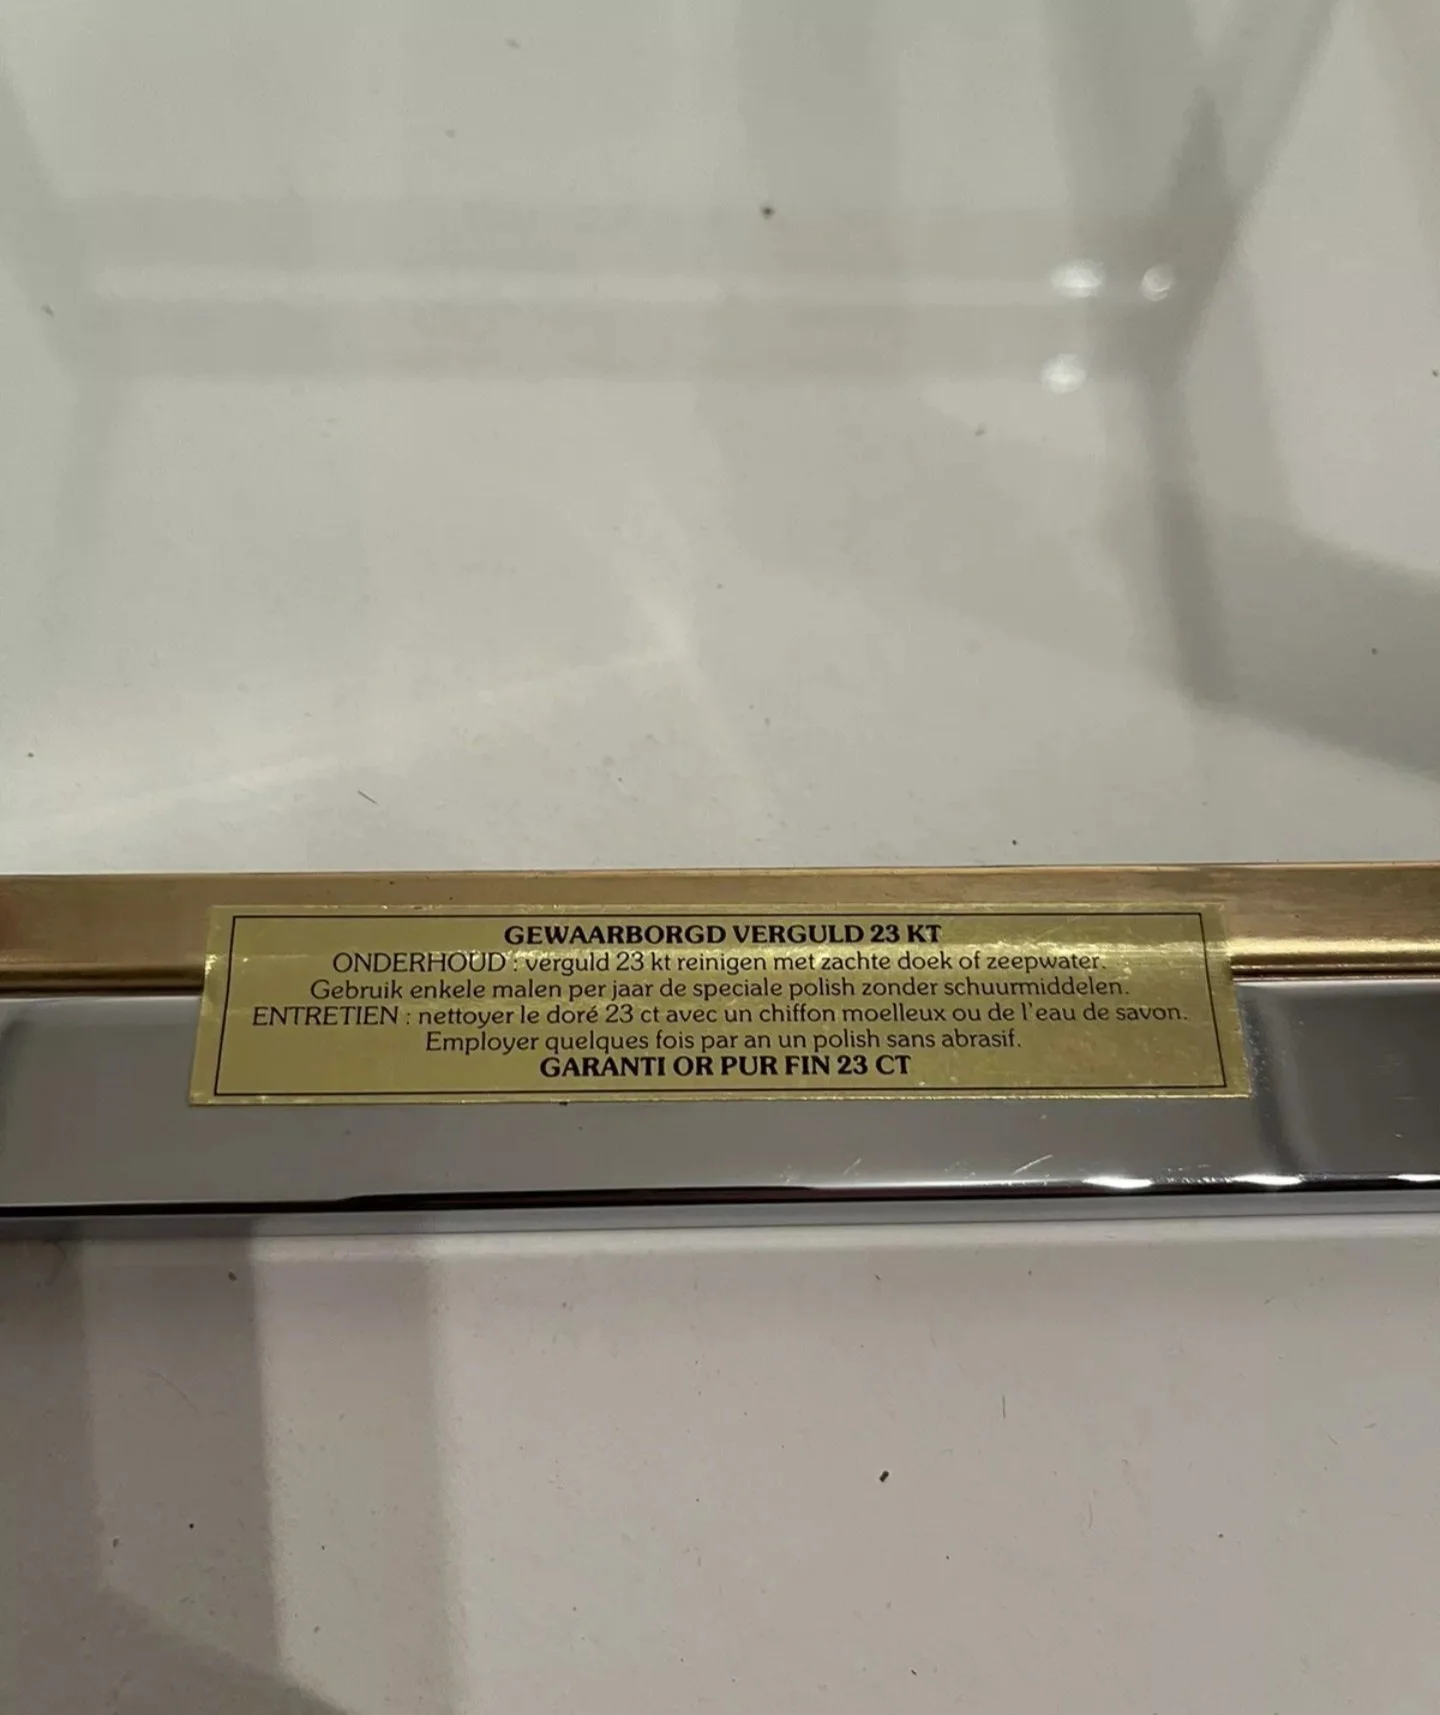 GEWAARBORGD VERGULD 23 KT
ONDERHOUD : verguld 23 kt reinigen met zachte doek of zeepwater.
Gebruik enkele malen per jaar de speciale polish zonder schuurmiddelen.
ENTRETIEN : nettoyer le doré 23 ct avec un chiffon moelleux ou de l'eau de savon.
Employer quelques fois par an un polish sans abrasif.
GARANTI OR PUR FIN 23 CT